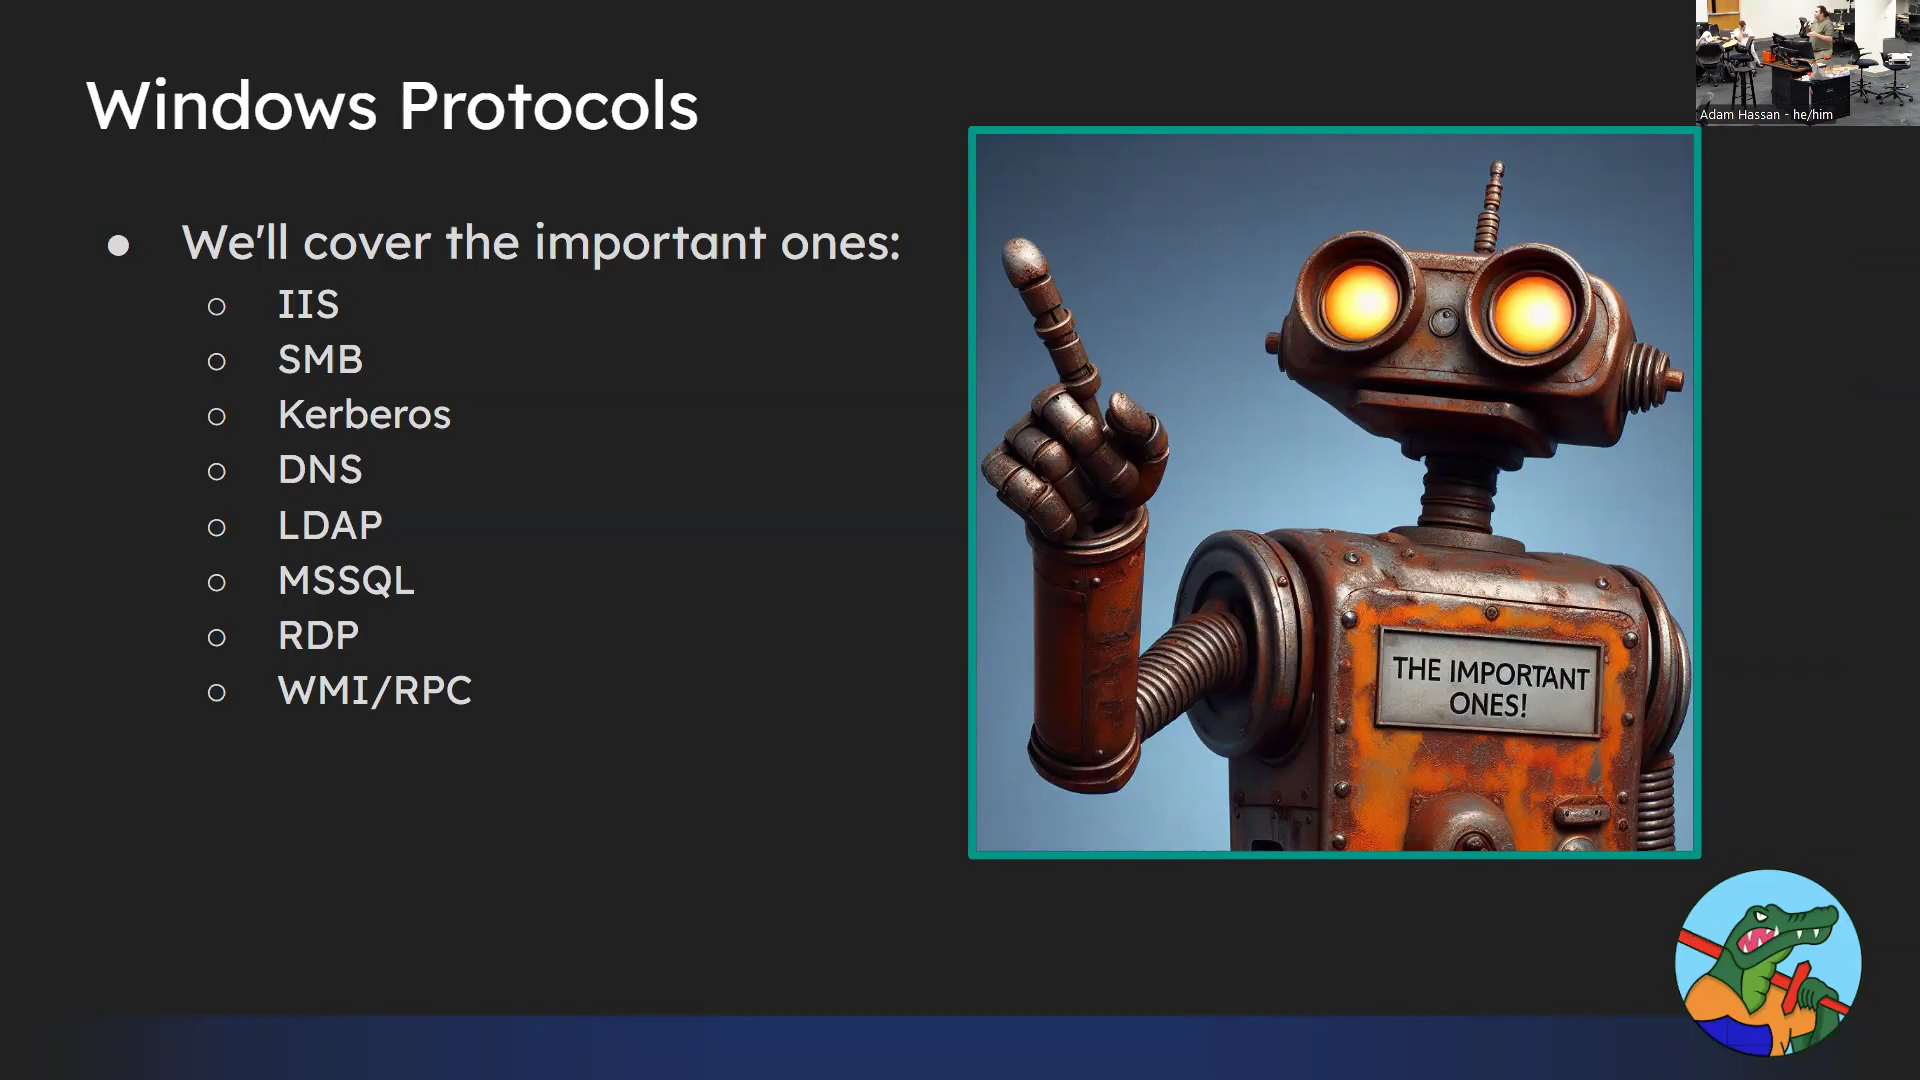 Windows Protocols
Adam Hassan - he/him
● We'll cover the important ones:
○ IIS
○ SMB
○ Kerberos
○ DNS
○ LDAP
○ MSSQL
○ RDP
○ WMI/RPC
THE IMPORTANT
ONES!